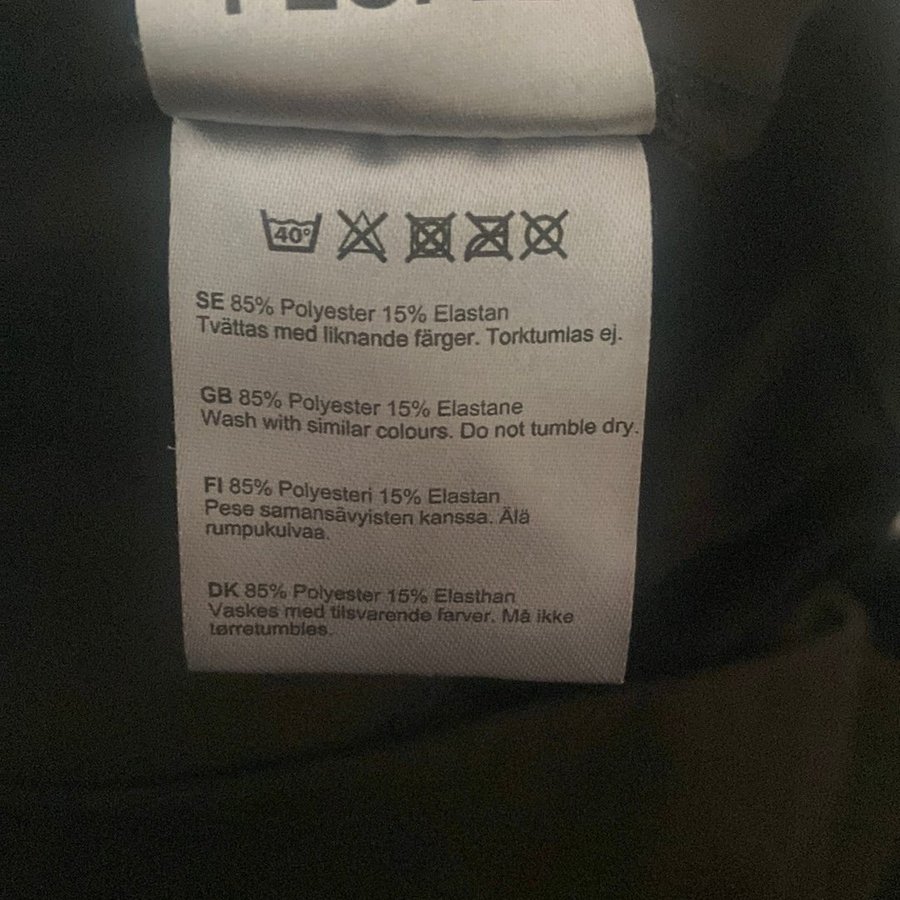 40°
SE 85% Polyester 15% Elastan
Tvättas med liknande färger. Torktumlas ej.
GB 85% Polyester 15% Elastane
Wash with similar colours. Do not tumble dry.
FI 85% Polyesteri 15% Elastan
Pese samansävyisten kanssa. Älä
rumpukuivaa.
DK 85% Polyester 15% Elasthan
Vaskes med tilsvarende farver. Må ikke
tørretumbles.